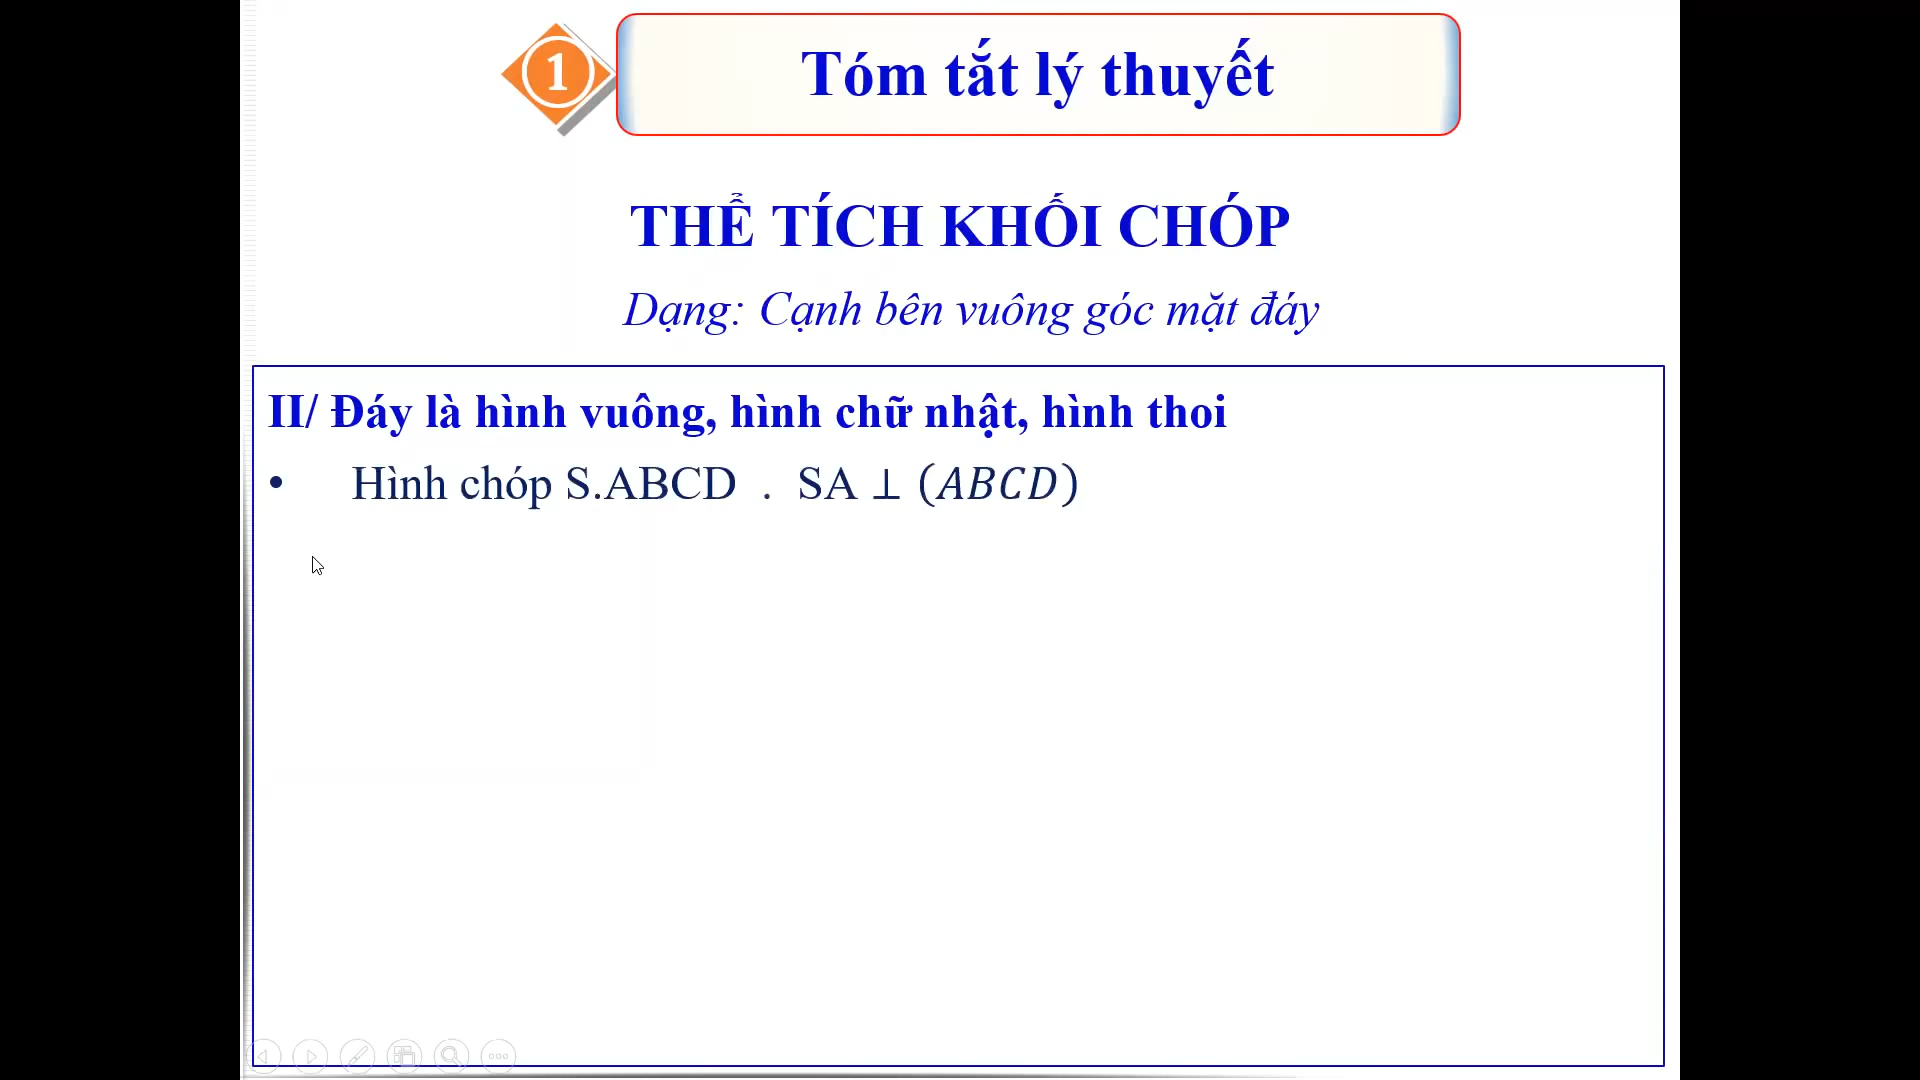 1
Tóm tắt lý thuyết
THỂ TÍCH KHỐI CHÓP
Dạng: Cạnh bên vuông góc mặt đáy
II/ Đáy là hình vuông, hình chữ nhật, hình thoi
• Hình chóp S.ABCD . SA ⊥ (𝐴𝐵𝐶𝐷)